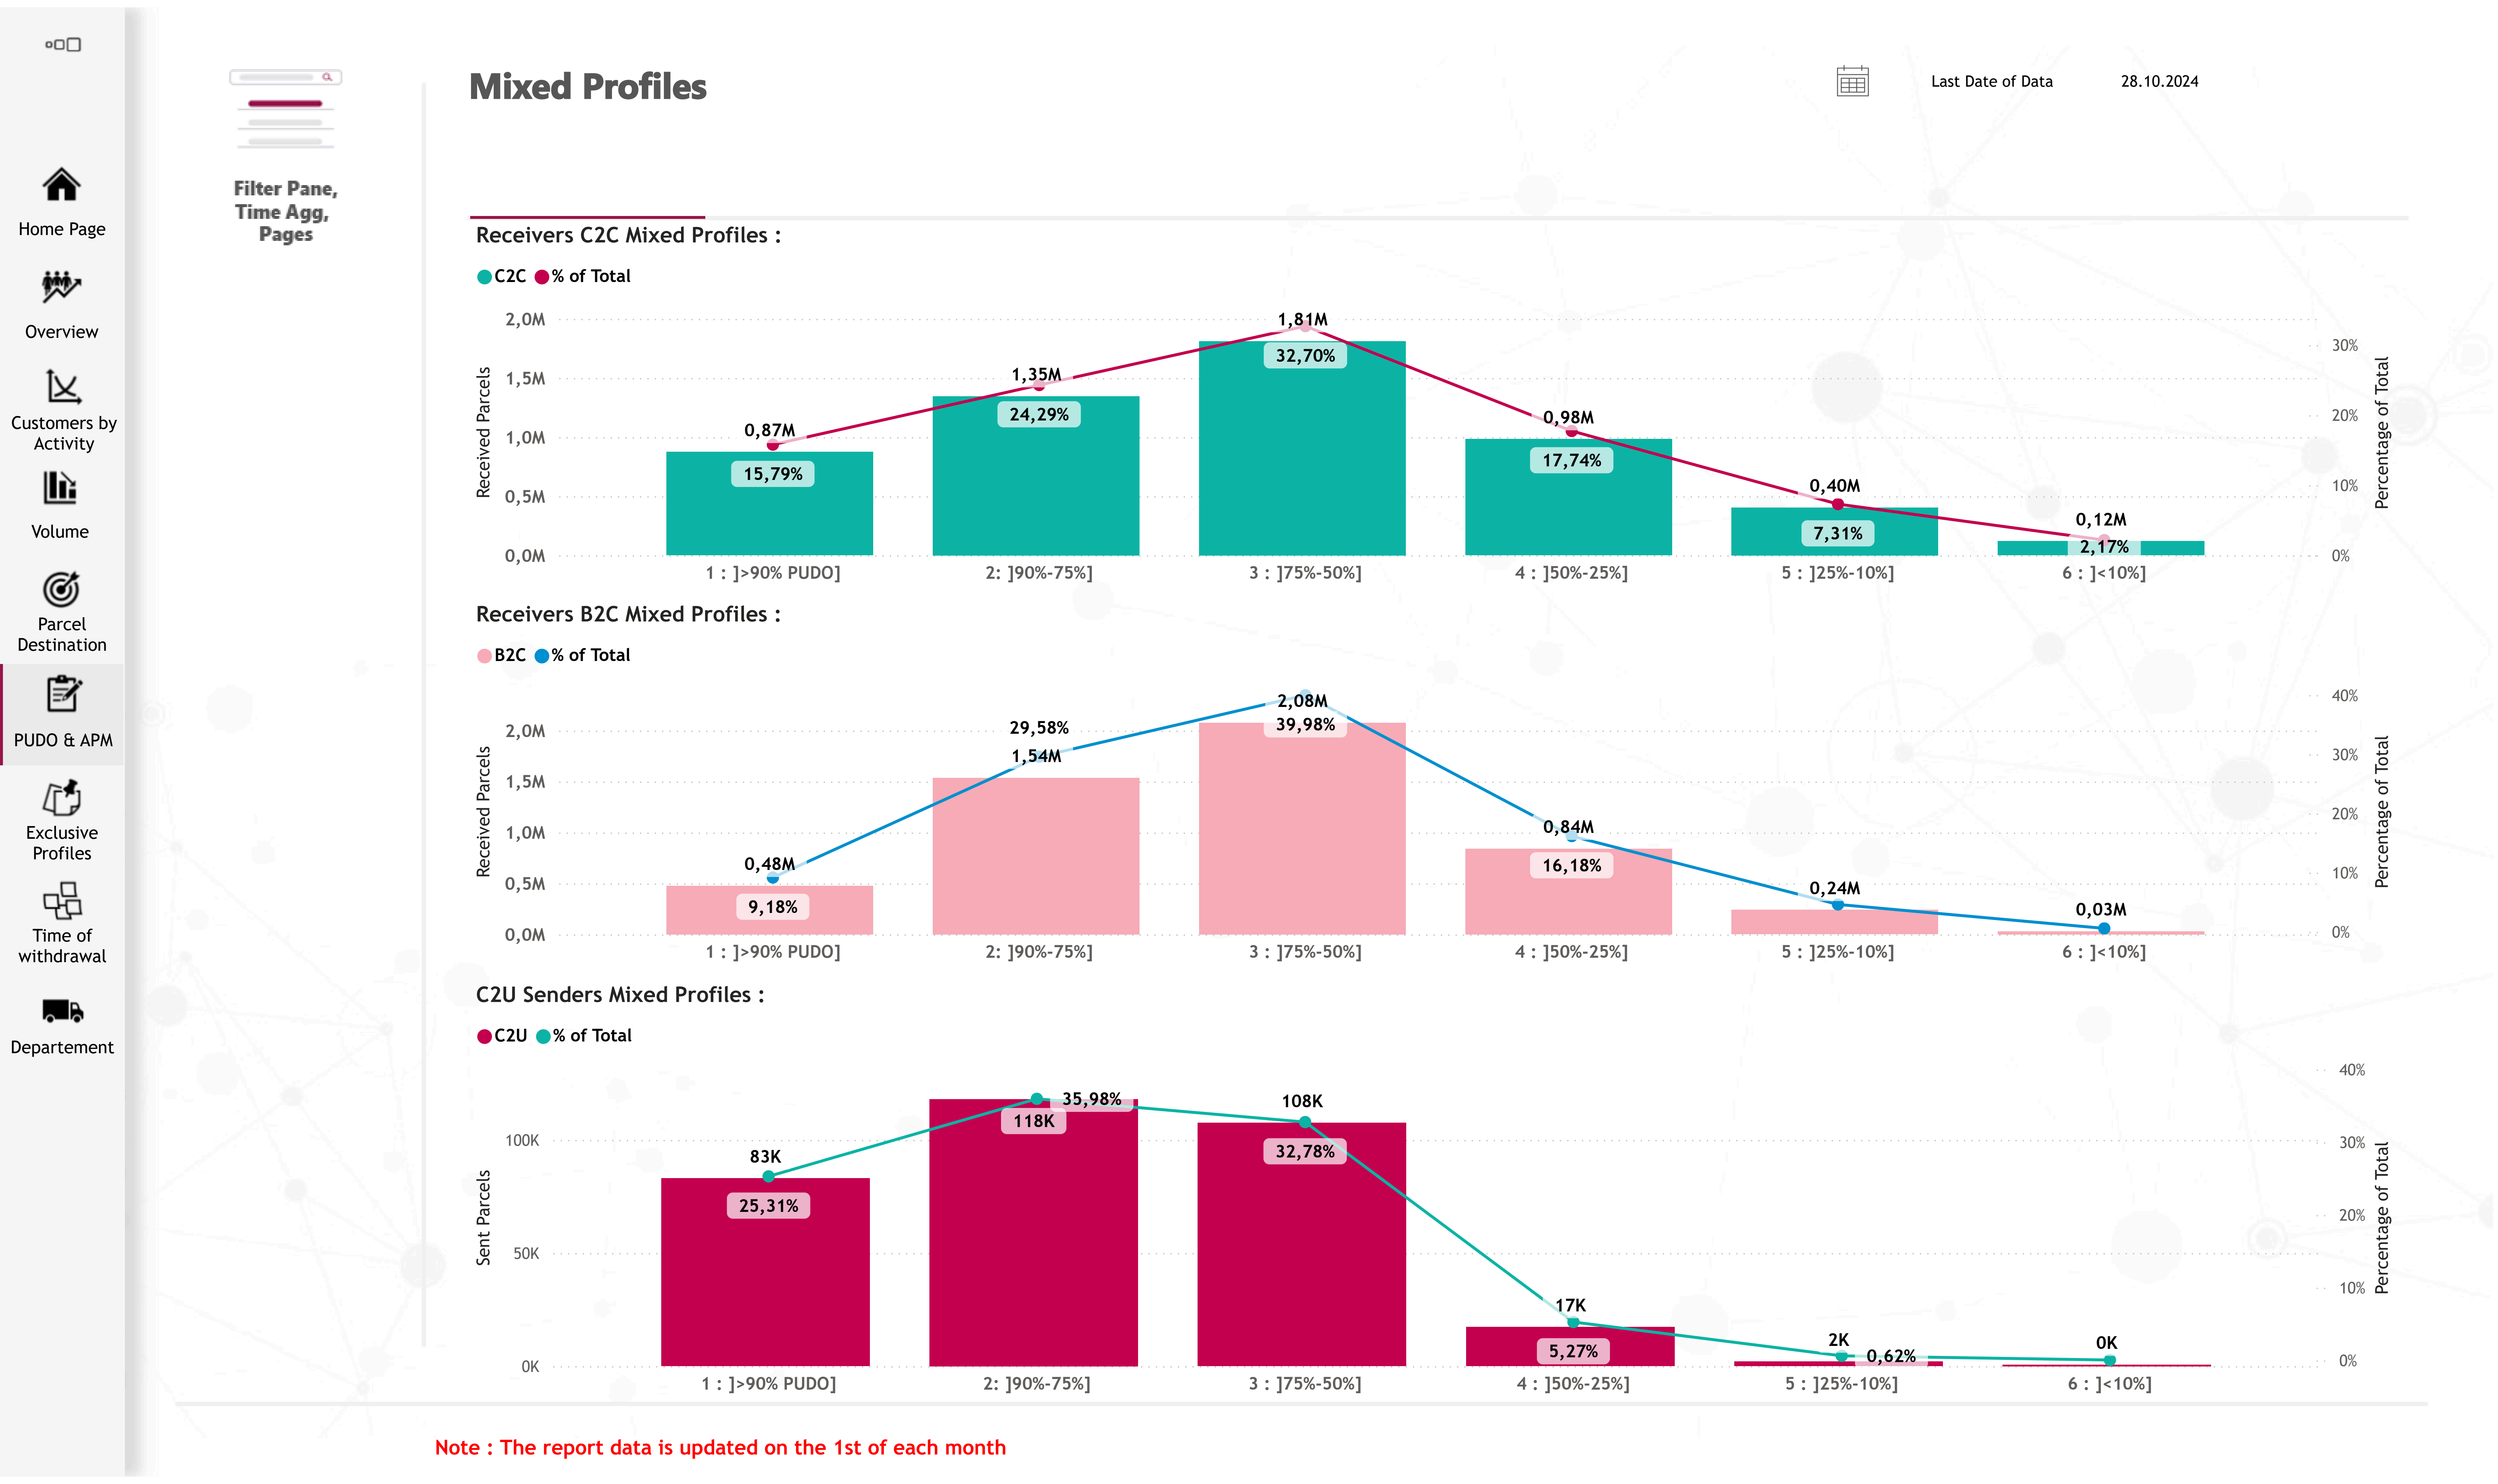 Home Page
Overview
Customers by
Activity
Volume
Parcel
Destination
PUDO & APM
Exclusive
Profiles
Time of
withdrawal
Departement
Filter Pane,
Time Agg,
Pages
Mixed Profiles
Last Date of Data 28.10.2024
Receivers C2C Mixed Profiles :
C2C % of Total
Received Parcels
2,0M
1,5M
1,0M
0,5M
0,0M
0,87M
1,35M
1,81M
0,98M
0,40M
0,12M
15,79%
24,29%
32,70%
17,74%
7,31%
2,17%
30%
20%
10%
0%
Percentage of Total
1 : ]>90% PUDO] 2: ]90%-75%] 3 : ]75%-50%] 4 : ]50%-25%] 5 : ]25%-10%] 6 : ]<10%]
Receivers B2C Mixed Profiles :
B2C % of Total
Received Parcels
2,0M
1,5M
1,0M
0,5M
0,0M
0,48M
1,54M
2,08M
0,84M
0,24M
0,03M
9,18%
29,58%
39,98%
16,18%
40%
30%
20%
10%
0%
Percentage of Total
1 : ]>90% PUDO] 2: ]90%-75%] 3 : ]75%-50%] 4 : ]50%-25%] 5 : ]25%-10%] 6 : ]<10%]
C2U Senders Mixed Profiles :
C2U % of Total
Sent Parcels
100K
50K
0K
83K
118K
108K
17K
2K
0K
25,31%
35,98%
32,78%
5,27%
0,62%
40%
30%
20%
10%
0%
Percentage of Total
1 : ]>90% PUDO] 2: ]90%-75%] 3 : ]75%-50%] 4 : ]50%-25%] 5 : ]25%-10%] 6 : ]<10%]
Note : The report data is updated on the 1st of each month